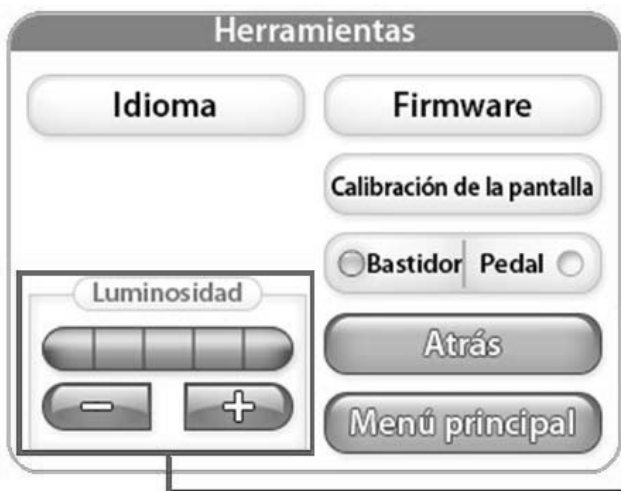 Herramientas
Idioma
Firmware
Calibración de la pantalla
Bastidor Pedal
Luminosidad
Atrás
- +
Menú principal